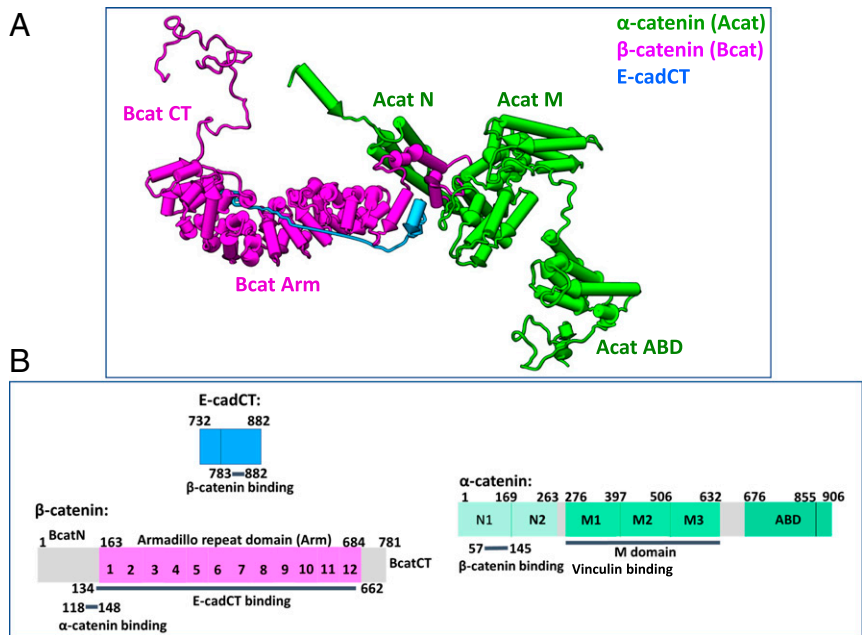 A
α-catenin (Acat)
β-catenin (Bcat)
E-cadCT
Bcat CT
Acat N
Acat M
Bcat Arm
Acat ABD
B
E-cadCT:
732 882
783 882
β-catenin binding
β-catenin:
1 BcatN 163 Armadillo repeat domain (Arm) 684 781
1 2 3 4 5 6 7 8 9 10 11 12
BcatCT
134 662
E-cadCT binding
118 148
α-catenin binding
α-catenin:
1 169 263 276 397 506 632 676 855 906
N1 N2 M1 M2 M3 ABD
57 145
M domain
β-catenin binding
Vinculin binding